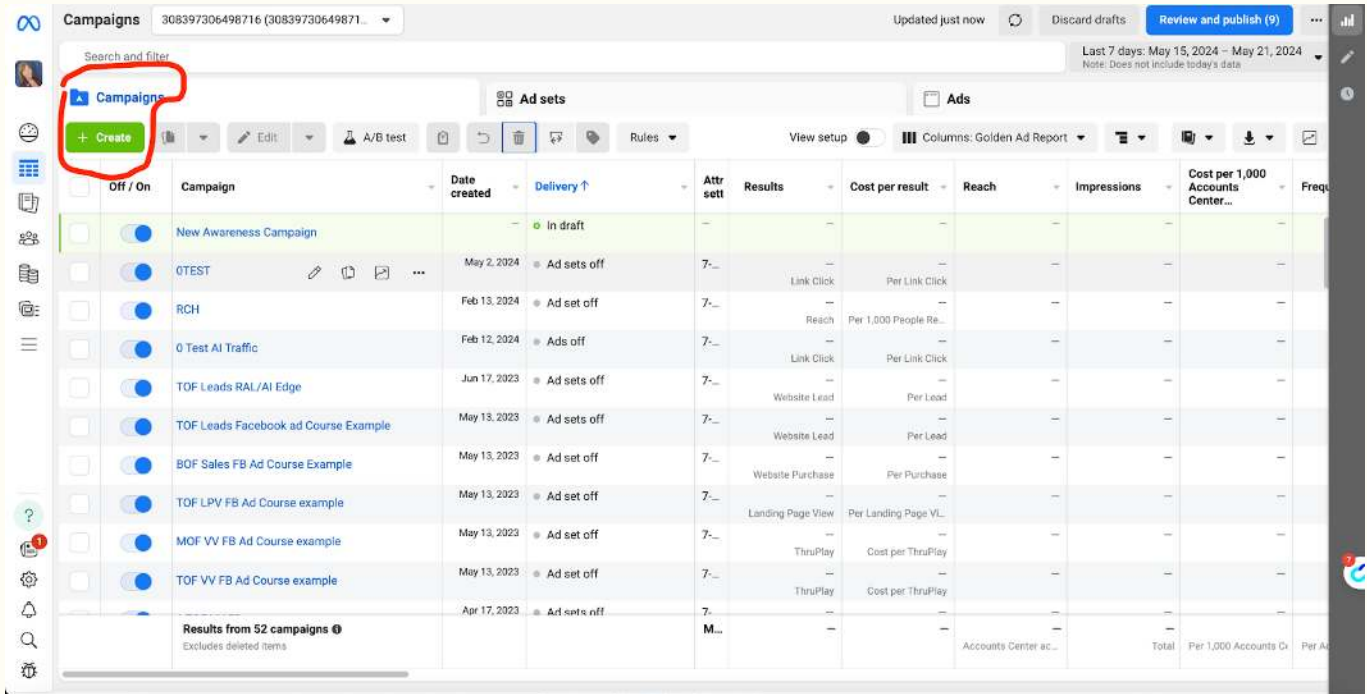 Campaigns 308397306498716 (30839730649871... Updated just now Discard drafts Review and publish (9)
Search and filter
Last 7 days: May 15, 2024 – May 21, 2024
Note: Does not include today's data
Campaigns Ad sets Ads
+ Create Edit A/B test Rules View setup Columns: Golden Ad Report
Off / On Campaign Date created Delivery ↑ Attr sett Results Cost per result Reach Impressions Cost per 1,000 Accounts Center... Frequ
New Awareness Campaign — In draft — — — — — —
0TEST May 2, 2024 Ad sets off 7-... — — — — —
Link Click Per Link Click
RCH Feb 13, 2024 Ad set off 7-... — — — — —
Reach Per 1,000 People Re...
0 Test AI Traffic Feb 12, 2024 Ads off 7-... — — — — —
Link Click Per Link Click
TOF Leads RAL/AI Edge Jun 17, 2023 Ad sets off 7-... — — — — —
Website Lead Per Lead
TOF Leads Facebook ad Course Example May 13, 2023 Ad sets off 7-... — — — — —
Website Lead Per Lead
BOF Sales FB Ad Course Example May 13, 2023 Ad set off 7-... — — — — —
Website Purchase Per Purchase
TOF LPV FB Ad Course example May 13, 2023 Ad set off 7-... — — — — —
Landing Page View Per Landing Page Vi...
MOF VV FB Ad Course example May 13, 2023 Ad set off 7-... — — — — —
ThruPlay Cost per ThruPlay
TOF VV FB Ad Course example May 13, 2023 Ad set off 7-... — — — — —
ThruPlay Cost per ThruPlay
Apr 17, 2023 Ad sets off 7-
Results from 52 campaigns M... — — — — —
Excludes deleted items Accounts Center ac... Total Per 1,000 Accounts Ce Per Ac
? 1
7